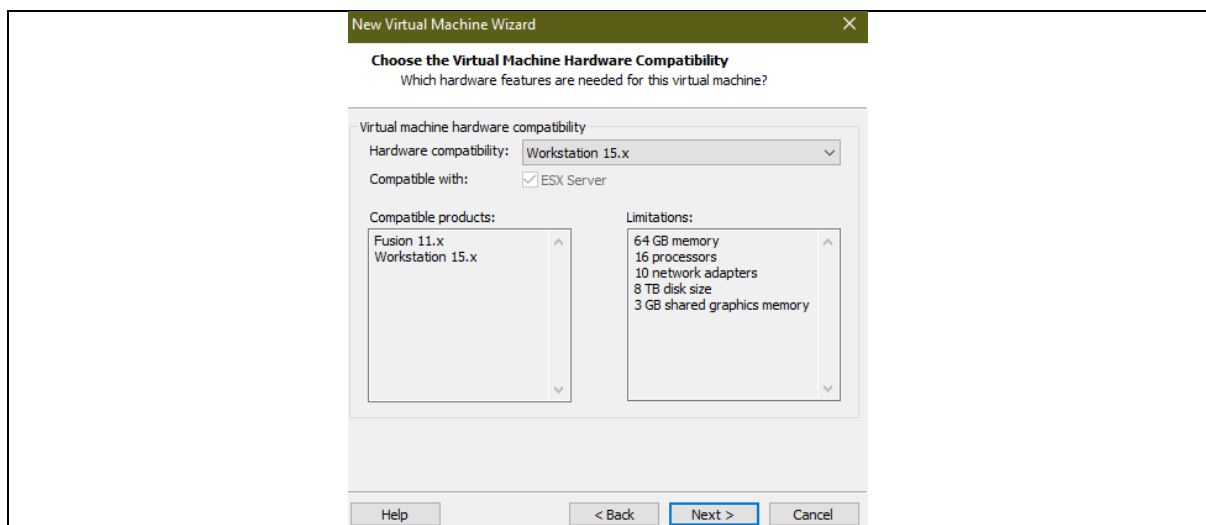 New Virtual Machine Wizard
Choose the Virtual Machine Hardware Compatibility
Which hardware features are needed for this virtual machine?
Virtual machine hardware compatibility
Hardware compatibility: Workstation 15.x
Compatible with: ESX Server
Compatible products:
Fusion 11.x
Workstation 15.x
Limitations:
64 GB memory
16 processors
10 network adapters
8 TB disk size
3 GB shared graphics memory
Help < Back Next > Cancel